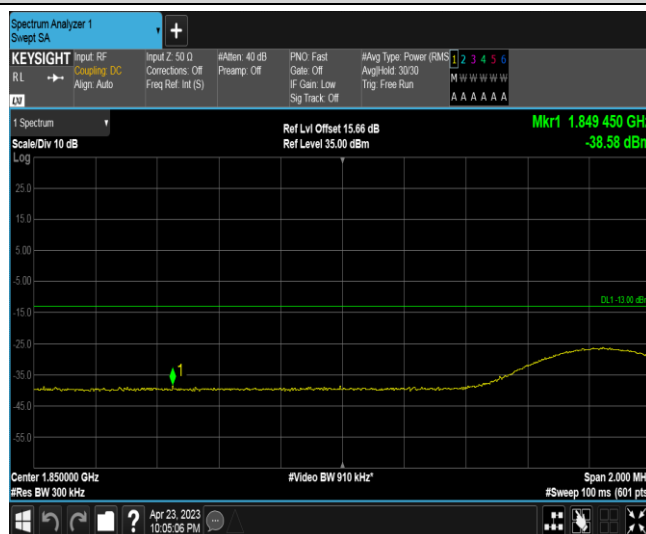 Spectrum Analyzer 1
Swept SA
KEYSIGHT
RL
LXI
Input: RF
Coupling: DC
Align: Auto
Input Z: 50 Ω
Corrections: Off
Freq Ref: Int (S)
#Atten: 40 dB
Preamp: Off
PNO: Fast
Gate: Off
IF Gain: Low
Sig Track: Off
#Avg Type: Power (RMS
Avg|Hold: 30/30
Trig: Free Run
1 2 3 4 5 6
M W W W W W
A A A A A A
1 Spectrum
Scale/Div 10 dB
Log
Ref Lvl Offset 15.66 dB
Ref Level 35.00 dBm
Mkr1 1.849 450 GHz
-38.58 dBm
25.0
15.0
5.00
-5.00
DL1 -13.00 dBm
-15.0
-25.0
1
-35.0
-45.0
-55.0
Center 1.850000 GHz
#Res BW 300 kHz
#Video BW 910 kHz*
Span 2.000 MHz
#Sweep 100 ms (601 pts)
?
Apr 23, 2023
10:05:06 PM